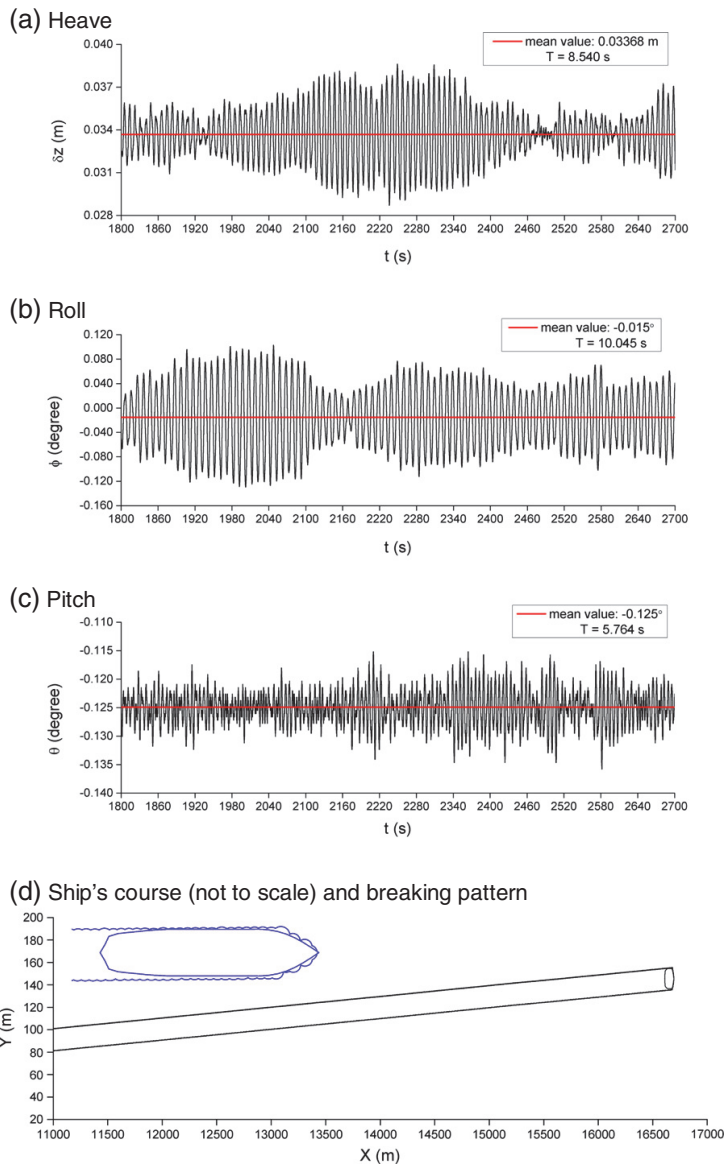 (a) Heave
mean value: 0.03368 m
T = 8.540 s
0.040
0.037
0.034
0.031
0.028
δz (m)
1800 1860 1920 1980 2040 2100 2160 2220 2280 2340 2400 2460 2520 2580 2640 2700
t (s)
(b) Roll
mean value: -0.015°
T = 10.045 s
0.120
0.080
0.040
0.000
-0.040
-0.080
-0.120
-0.160
ϕ (degree)
1800 1860 1920 1980 2040 2100 2160 2220 2280 2340 2400 2460 2520 2580 2640 2700
t (s)
(c) Pitch
mean value: -0.125°
T = 5.764 s
-0.110
-0.115
-0.120
-0.125
-0.130
-0.135
-0.140
θ (degree)
1800 1860 1920 1980 2040 2100 2160 2220 2280 2340 2400 2460 2520 2580 2640 2700
t (s)
(d) Ship's course (not to scale) and breaking pattern
200
180
160
140
120
100
80
60
40
20
Y (m)
11000 11500 12000 12500 13000 13500 14000 14500 15000 15500 16000 16500 17000
X (m)